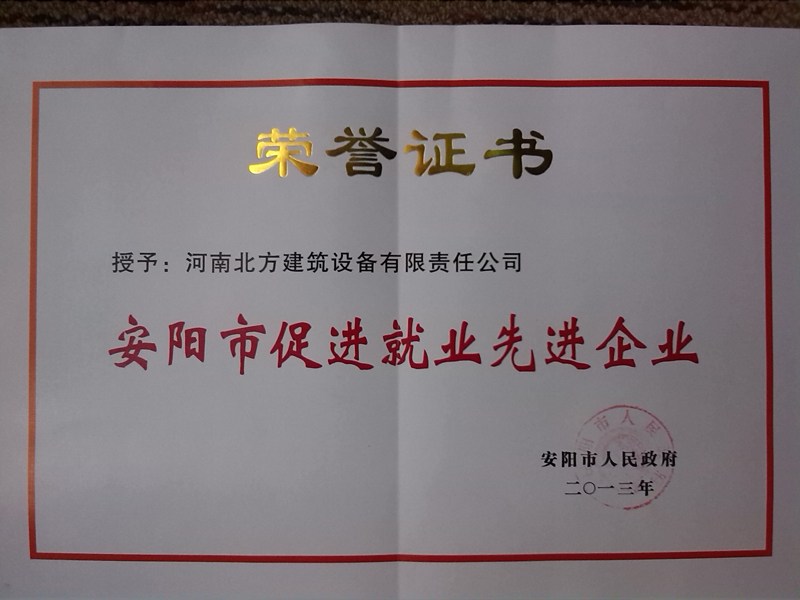 荣誉证书
授予：河南北方建筑设备有限责任公司
安阳市促进就业先进企业
安阳市人民政府
二〇一三年